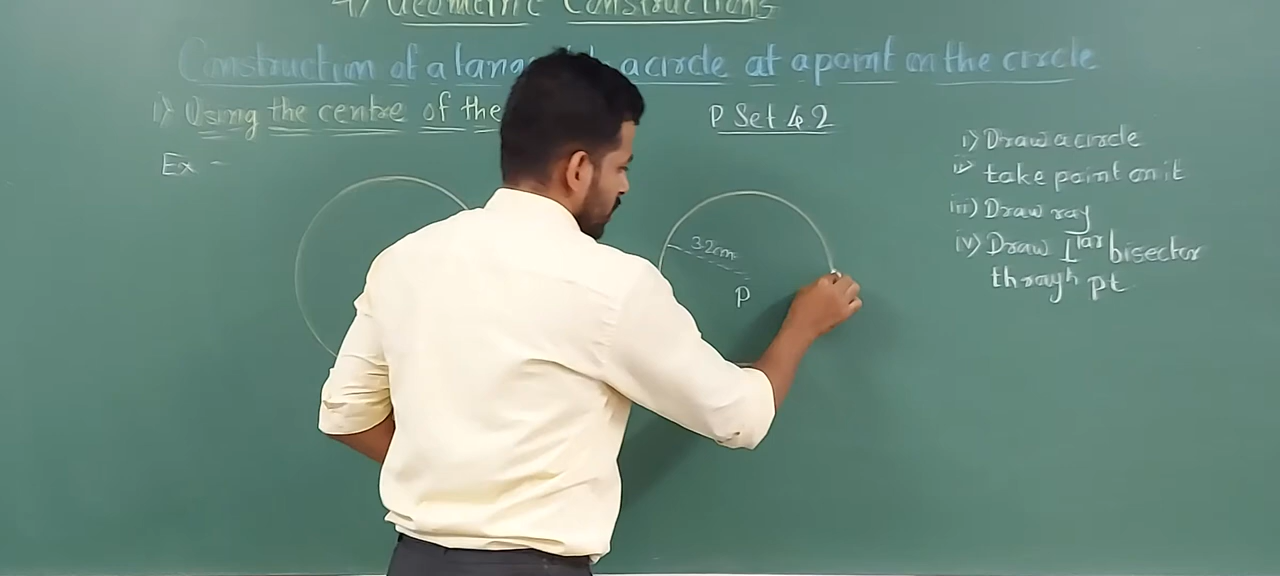 4) Geometric Constructions
Construction of a tang a circle at a point on the circle
i) Using the centre of the
P Set 4.2
Ex -
i) Draw a circle
ii) take point on it
iii) Draw ray
iv) Draw ⊥lar bisector
through pt
3.2cm
P